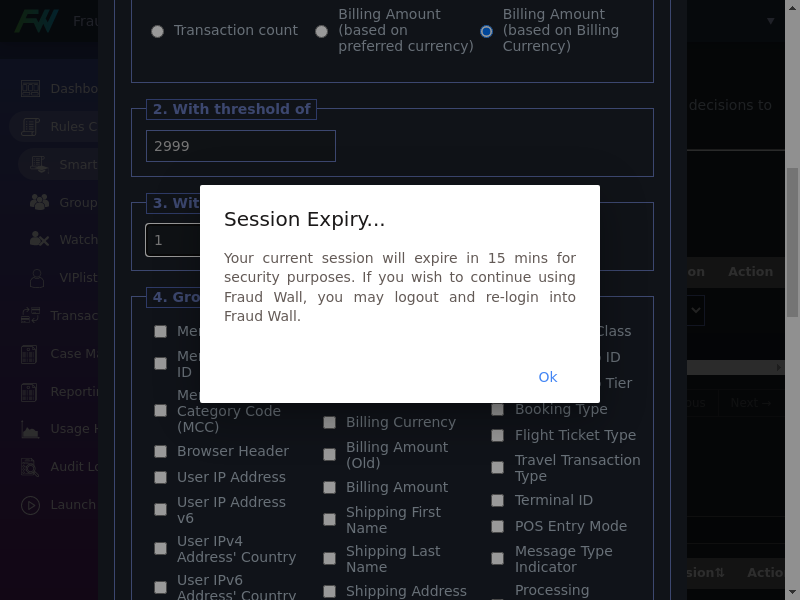 FW
Transaction count
Billing Amount
(based on
preferred currency)
Billing Amount
(based on Billing
Currency)
Rules C
decisions to
2. With threshold of
2999
Smart
Group
3. Wit
1
Session Expiry...
Your current session will expire in 15 mins for
security purposes. If you wish to continue using
Fraud Wall, you may logout and re-login into
Fraud Wall.
Ok
Watch
VIPlist
on
Action
4. Gro
Transac
Case M
Reporti
Usage H
Audit Lo
Launch
Mer
Mer
ID
Mer
Category Code
(MCC)
Browser Header
User IP Address
User IP Address
v6
User IPv4
Address' Country
User IPv6
Address' Country
Billing Currency
Billing Amount
(Old)
Billing Amount
Shipping First
Name
Shipping Last
Name
Shipping Address
Class
ID
Tier
Booking Type
Flight Ticket Type
Travel Transaction
Type
Terminal ID
POS Entry Mode
Message Type
Indicator
Processing
ous
Next →
sion⇅
Actio